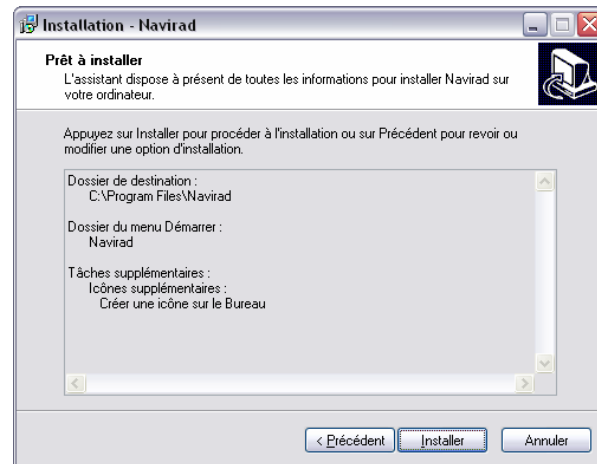 Installation - Navirad
Prêt à installer
L'assistant dispose à présent de toutes les informations pour installer Navirad sur
votre ordinateur.
Appuyez sur Installer pour procéder à l'installation ou sur Précédent pour revoir ou
modifier une option d'installation.
Dossier de destination :
C:\Program Files\Navirad
Dossier du menu Démarrer :
Navirad
Tâches supplémentaires :
Icônes supplémentaires :
Créer une icône sur le Bureau
< Précédent
Installer
Annuler